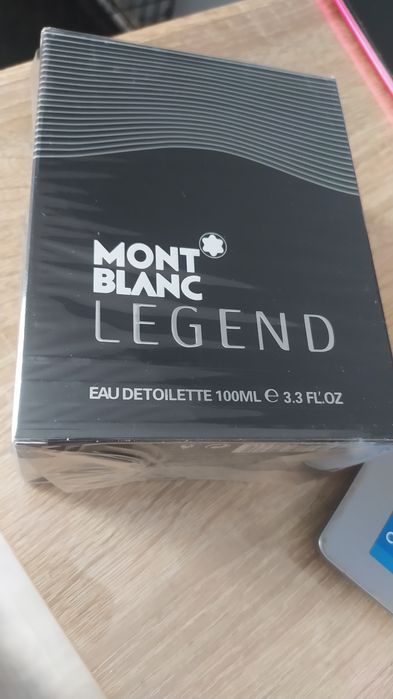 MONT
BLANC
LEGEND
EAU DETOILETTE 100ML ℮ 3.3 FL.OZ